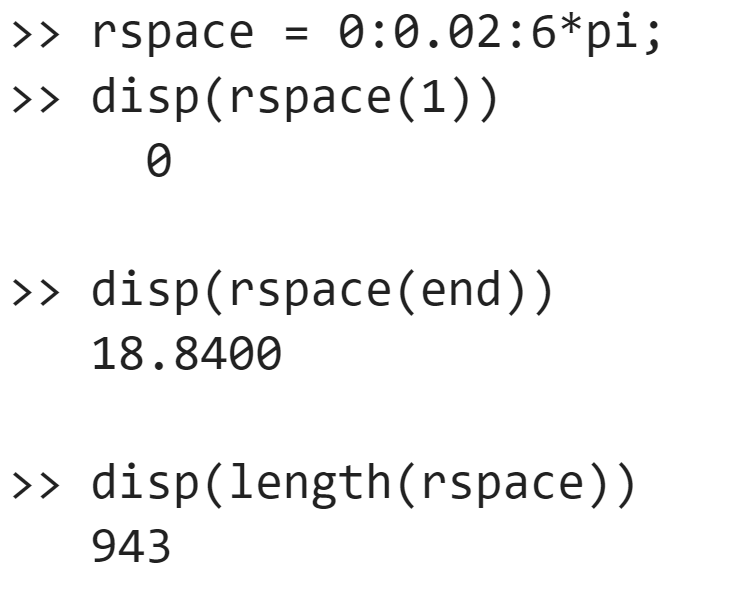 >> rspace = 0:0.02:6*pi;
>> disp(rspace(1))
0
>> disp(rspace(end))
18.8400
>> disp(length(rspace))
943